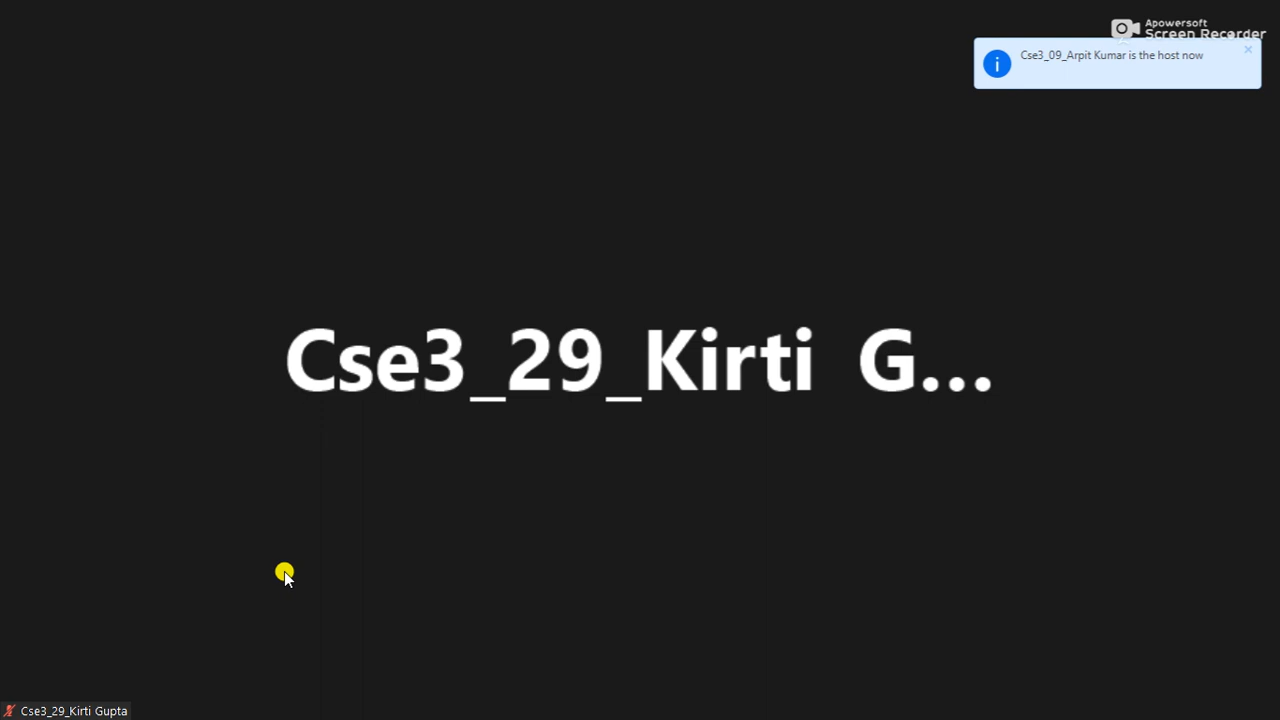 Apowersoft
Screen Recorder
Cse3_09_Arpit Kumar is the host now
Cse3_29_Kirti G...
Cse3_29_Kirti Gupta